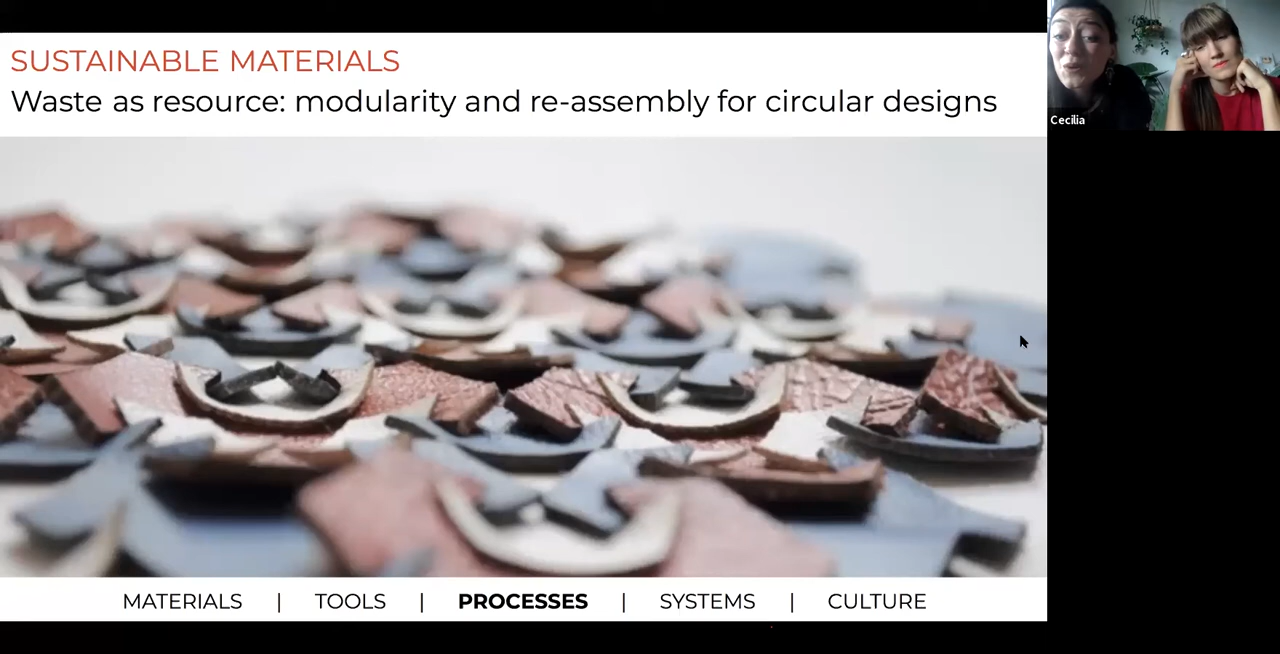 SUSTAINABLE MATERIALS
Waste as resource: modularity and re-assembly for circular designs
Cecilia
MATERIALS | TOOLS | PROCESSES | SYSTEMS | CULTURE